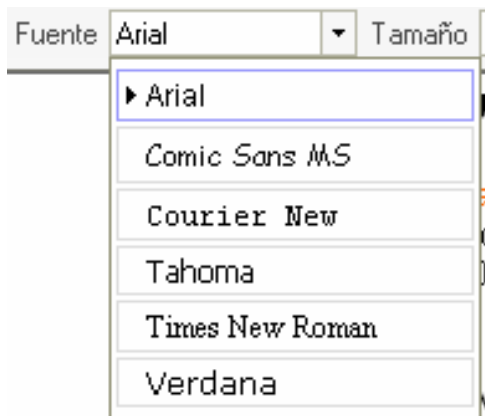 Fuente Arial Tamaño
Arial
Comic Sans MS
Courier New
Tahoma
Times New Roman
Verdana